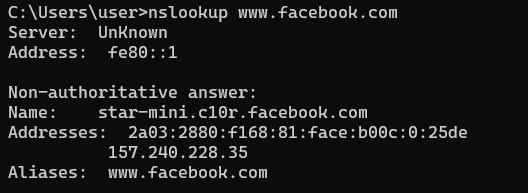 C:\Users\user>nslookup www.facebook.com
Server:  UnKnown
Address:  fe80::1

Non-authoritative answer:
Name:    star-mini.c10r.facebook.com
Addresses:  2a03:2880:f168:81:face:b00c:0:25de
          157.240.228.35
Aliases:  www.facebook.com